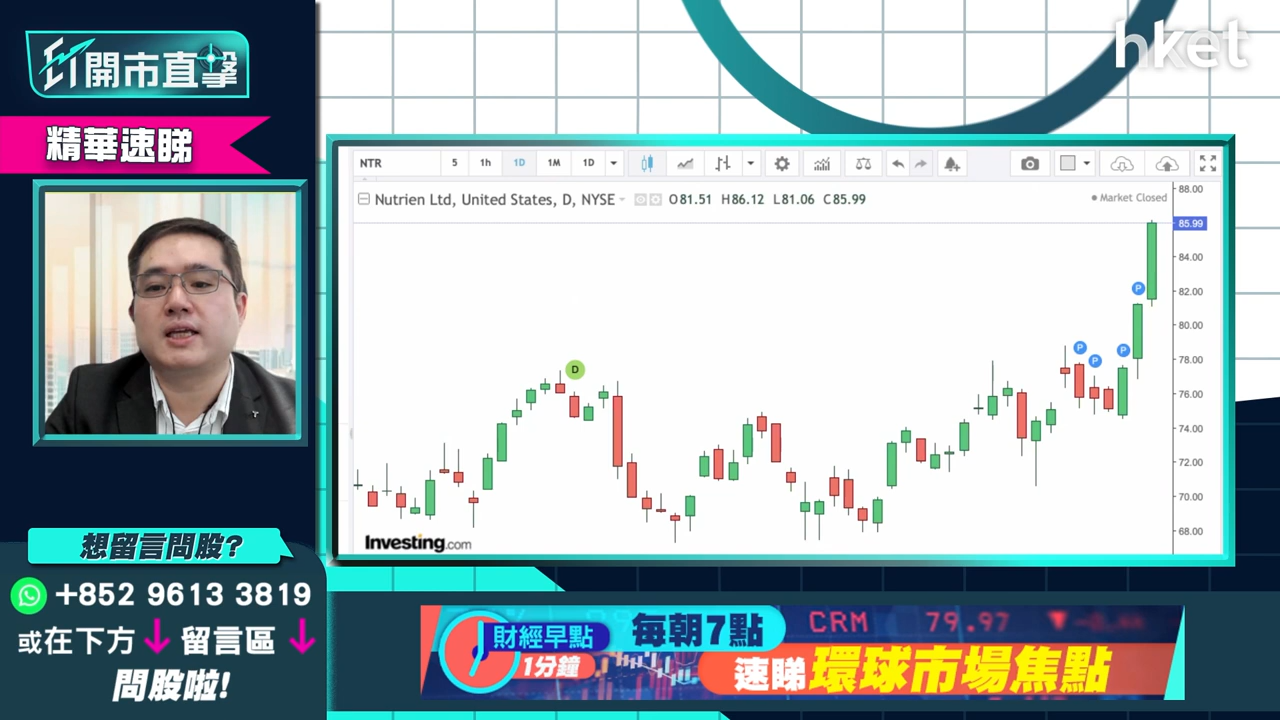 hket
ET開市直擊
精華速睇
NTR 5 1h 1D 1M 1D
Nutrien Ltd, United States, D, NYSE O81.51 H86.12 L81.06 C85.99
Market Closed
88.00
85.99
84.00
82.00
80.00
78.00
76.00
74.00
72.00
70.00
68.00
P
P
P
P
D
Investing.com
想留言問股?
+852 9613 3819
或在下方 留言區
問股啦!
財經早點
1分鐘
每朝7點
速睇環球市場焦點
CRM 79.97